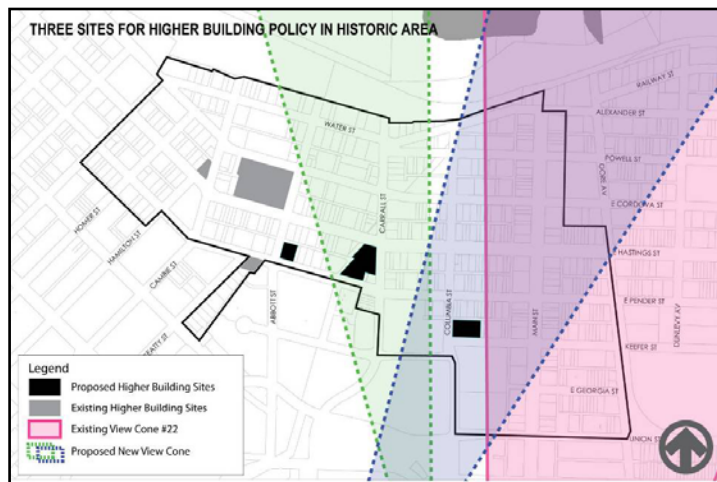 THREE SITES FOR HIGHER BUILDING POLICY IN HISTORIC AREA
RAILWAY ST
ALEXANDER ST
WATER ST
POWELL ST
GORE AV
E CORDOVA ST
CARRALL ST
HOMER ST
HAMILTON ST
E HASTINGS ST
CAMBIE ST
ABBOTT ST
COLUMBIA ST
MAIN ST
E PENDER ST
DUNLEVY AV
KEEFER ST
BEATTY ST
E GEORGIA ST
UNION ST
Legend
Proposed Higher Building Sites
Existing Higher Building Sites
Existing View Cone #22
Proposed New View Cone